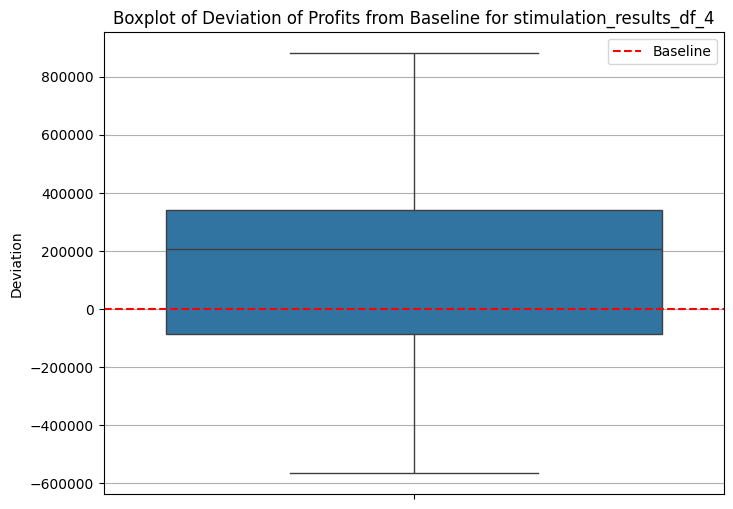 Boxplot of Deviation of Profits from Baseline for stimulation_results_df_4
Baseline
800000
600000
400000
200000
0
−200000
−400000
−600000
Deviation